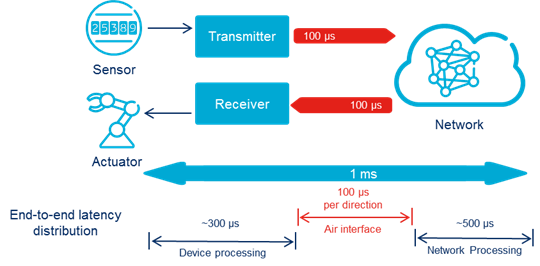 25389
Sensor
Transmitter
100 µs
Receiver
100 µs
Actuator
Network
1 ms
End-to-end latency
distribution
~300 µs
Device processing
100 µs
per direction
Air interface
~500 µs
Network Processing